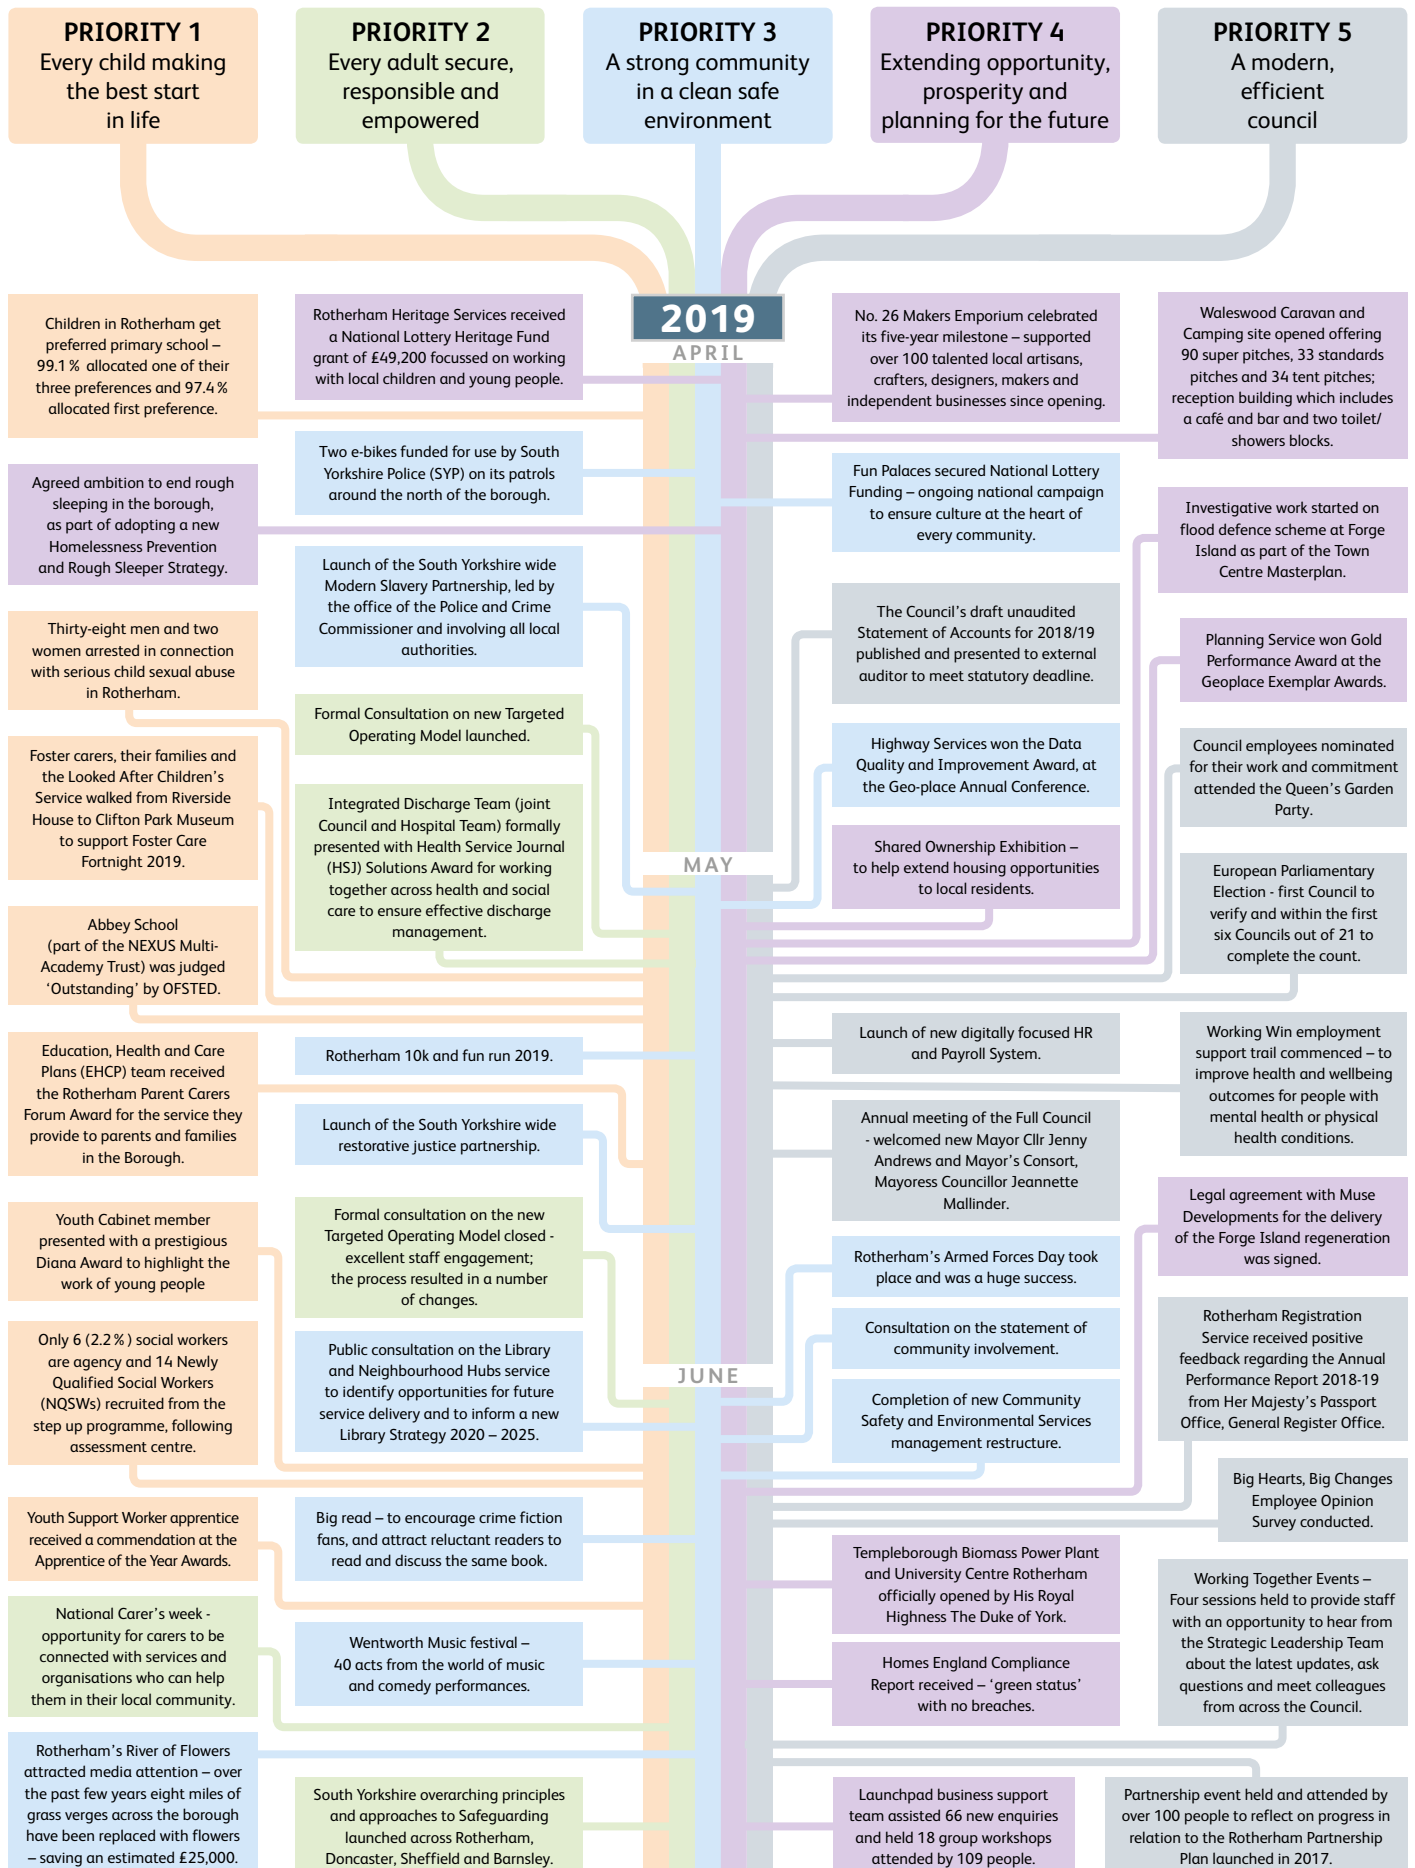 PRIORITY 1
Every child making
the best start
in life
PRIORITY 2
Every adult secure,
responsible and
empowered
PRIORITY 3
A strong community
in a clean safe
environment
PRIORITY 4
Extending opportunity,
prosperity and
planning for the future
PRIORITY 5
A modern,
efficient
council
2019
APRIL
Children in Rotherham get
preferred primary school –
99.1% allocated one of their
three preferences and 97.4%
allocated first preference.
Rotherham Heritage Services received
a National Lottery Heritage Fund
grant of £49,200 focussed on working
with local children and young people.
No. 26 Makers Emporium celebrated
its five-year milestone – supported
over 100 talented local artisans,
crafters, designers, makers and
independent businesses since opening.
Waleswood Caravan and
Camping site opened offering
90 super pitches, 33 standards
pitches and 34 tent pitches;
reception building which includes
a café and bar and two toilet/
showers blocks.
Two e-bikes funded for use by South
Yorkshire Police (SYP) on its patrols
around the north of the borough.
Agreed ambition to end rough
sleeping in the borough,
as part of adopting a new
Homelessness Prevention
and Rough Sleeper Strategy.
Fun Palaces secured National Lottery
Funding – ongoing national campaign
to ensure culture at the heart of
every community.
Investigative work started on
flood defence scheme at Forge
Island as part of the Town
Centre Masterplan.
Launch of the South Yorkshire wide
Modern Slavery Partnership, led by
the office of the Police and Crime
Commissioner and involving all local
authorities.
The Council's draft unaudited
Statement of Accounts for 2018/19
published and presented to external
auditor to meet statutory deadline.
Thirty-eight men and two
women arrested in connection
with serious child sexual abuse
in Rotherham.
Planning Service won Gold
Performance Award at the
Geoplace Exemplar Awards.
Formal Consultation on new Targeted
Operating Model launched.
Highway Services won the Data
Quality and Improvement Award, at
the Geo-place Annual Conference.
Council employees nominated
for their work and commitment
attended the Queen's Garden
Party.
Foster carers, their families and
the Looked After Children's
Service walked from Riverside
House to Clifton Park Museum
to support Foster Care
Fortnight 2019.
Integrated Discharge Team (joint
Council and Hospital Team) formally
presented with Health Service Journal
(HSJ) Solutions Award for working
together across health and social
care to ensure effective discharge
management.
MAY
Shared Ownership Exhibition –
to help extend housing opportunities
to local residents.
European Parliamentary
Election - first Council to
verify and within the first
six Councils out of 21 to
complete the count.
Abbey School
(part of the NEXUS Multi-
Academy Trust) was judged
'Outstanding' by OFSTED.
Launch of new digitally focused HR
and Payroll System.
Working Win employment
support trail commenced – to
improve health and wellbeing
outcomes for people with
mental health or physical
health conditions.
Education, Health and Care
Plans (EHCP) team received
the Rotherham Parent Carers
Forum Award for the service they
provide to parents and families
in the Borough.
Rotherham 10k and fun run 2019.
Launch of the South Yorkshire wide
restorative justice partnership.
Annual meeting of the Full Council
- welcomed new Mayor Cllr Jenny
Andrews and Mayor's Consort,
Mayoress Councillor Jeannette
Mallinder.
Legal agreement with Muse
Developments for the delivery
of the Forge Island regeneration
was signed.
Youth Cabinet member
presented with a prestigious
Diana Award to highlight the
work of young people
Formal consultation on the new
Targeted Operating Model closed -
excellent staff engagement;
the process resulted in a number
of changes.
Rotherham's Armed Forces Day took
place and was a huge success.
Consultation on the statement of
community involvement.
Rotherham Registration
Service received positive
feedback regarding the Annual
Performance Report 2018-19
from Her Majesty's Passport
Office, General Register Office.
Only 6 (2.2%) social workers
are agency and 14 Newly
Qualified Social Workers
(NQSWs) recruited from the
step up programme, following
assessment centre.
Public consultation on the Library
and Neighbourhood Hubs service
to identify opportunities for future
service delivery and to inform a new
Library Strategy 2020 – 2025.
JUNE
Completion of new Community
Safety and Environmental Services
management restructure.
Big Hearts, Big Changes
Employee Opinion
Survey conducted.
Youth Support Worker apprentice
received a commendation at the
Apprentice of the Year Awards.
Big read – to encourage crime fiction
fans, and attract reluctant readers to
read and discuss the same book.
Templeborough Biomass Power Plant
and University Centre Rotherham
officially opened by His Royal
Highness The Duke of York.
Working Together Events –
Four sessions held to provide staff
with an opportunity to hear from
the Strategic Leadership Team
about the latest updates, ask
questions and meet colleagues
from across the Council.
National Carer's week -
opportunity for carers to be
connected with services and
organisations who can help
them in their local community.
Wentworth Music festival –
40 acts from the world of music
and comedy performances.
Homes England Compliance
Report received – 'green status'
with no breaches.
Rotherham's River of Flowers
attracted media attention – over
the past few years eight miles of
grass verges across the borough
have been replaced with flowers
– saving an estimated £25,000.
South Yorkshire overarching principles
and approaches to Safeguarding
launched across Rotherham,
Doncaster, Sheffield and Barnsley.
Launchpad business support
team assisted 66 new enquiries
and held 18 group workshops
attended by 109 people.
Partnership event held and attended by
over 100 people to reflect on progress in
relation to the Rotherham Partnership
Plan launched in 2017.